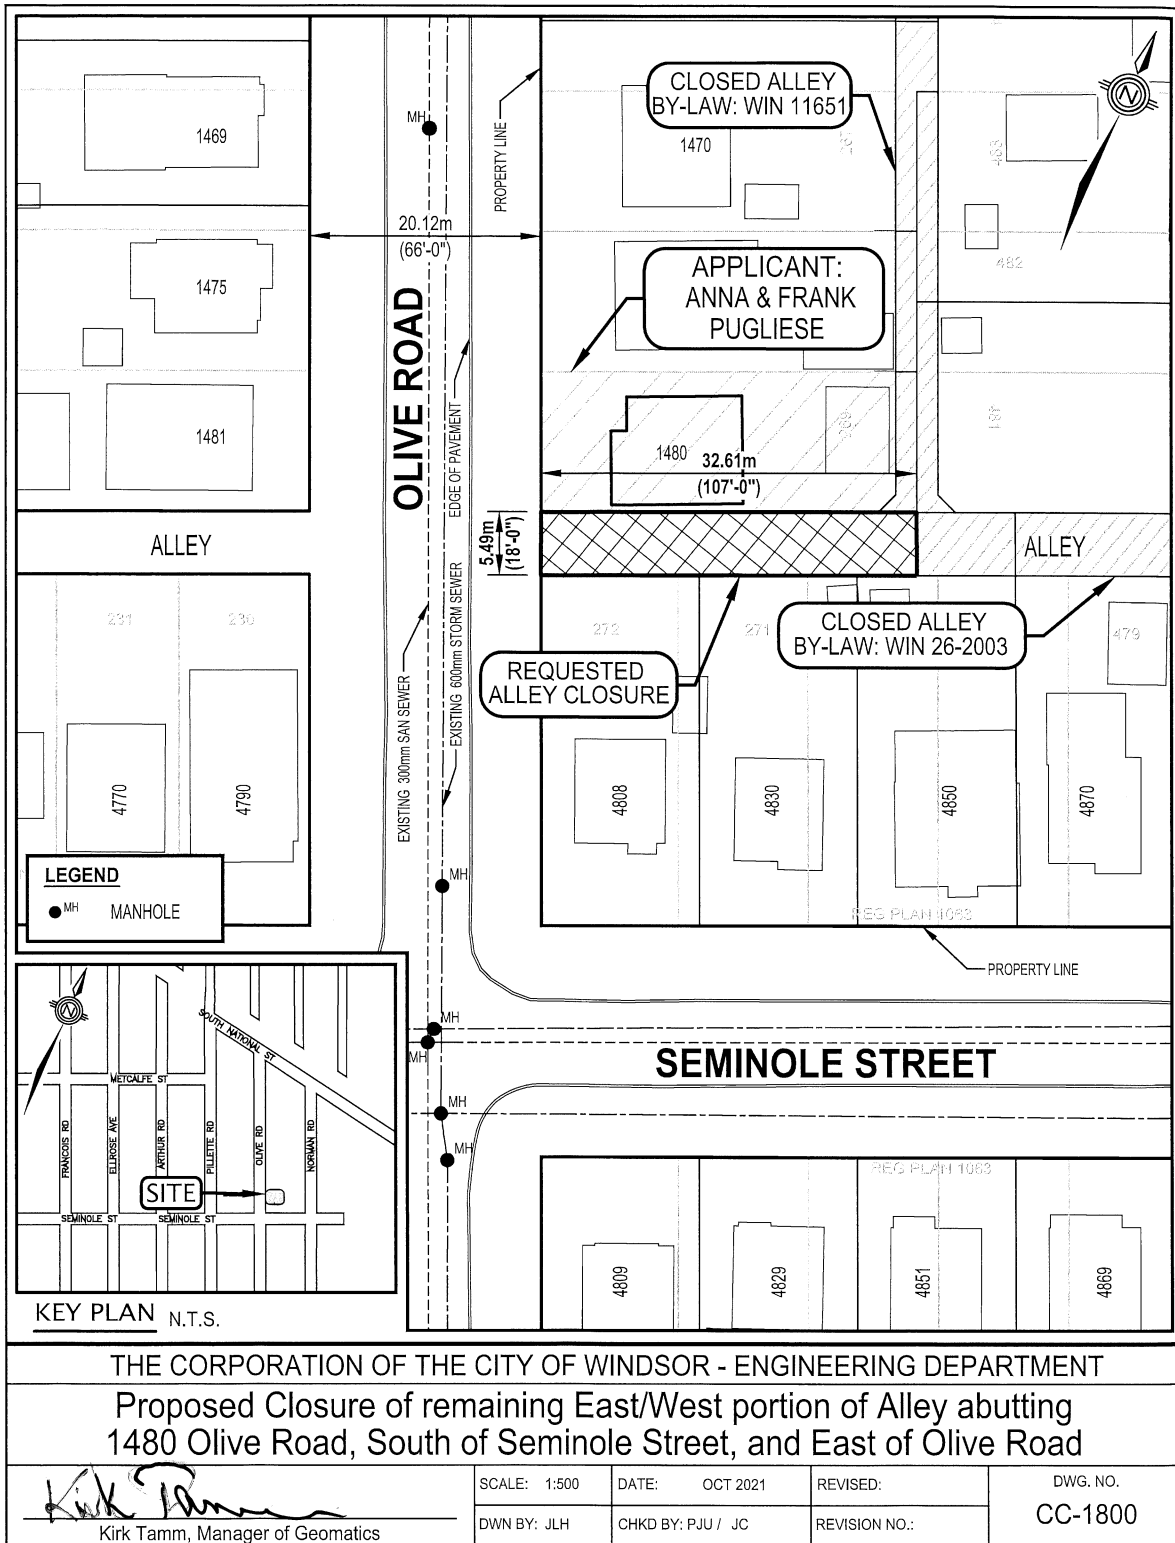 1469
MH
PROPERTY LINE
CLOSED ALLEY
BY-LAW: WIN 11651
1470
N
483
20.12m
(66'-0")
1475
482
APPLICANT:
ANNA & FRANK
PUGLIESE
OLIVE ROAD
EDGE OF PAVEMENT
1481
1480
32.61m
(107'-0")
481
ALLEY
5.49m
(18'-0")
ALLEY
231
230
EXISTING 300mm SAN SEWER
EXISTING 600mm STORM SEWER
272
271
479
CLOSED ALLEY
BY-LAW: WIN 26-2003
REQUESTED
ALLEY CLOSURE
4770
4790
4808
4830
4850
4870
LEGEND
MH MANHOLE
MH
REG PLAN 1063
PROPERTY LINE
N
SOUTH NATIONAL ST
METCALFE ST
FRANCOIS RD
ELLROSE AVE
ARTHUR RD
PILLETTE RD
OLIVE RD
NORMAN RD
SITE
SEMINOLE ST
SEMINOLE ST
KEY PLAN N.T.S.
MH
MH
SEMINOLE STREET
MH
MH
REG PLAN 1063
4809
4829
4851
4869
THE CORPORATION OF THE CITY OF WINDSOR - ENGINEERING DEPARTMENT
Proposed Closure of remaining East/West portion of Alley abutting
1480 Olive Road, South of Seminole Street, and East of Olive Road
Kirk Tamm
Kirk Tamm, Manager of Geomatics
SCALE: 1:500
DATE: OCT 2021
REVISED:
DWG. NO.
CC-1800
DWN BY: JLH
CHKD BY: PJU / JC
REVISION NO.: